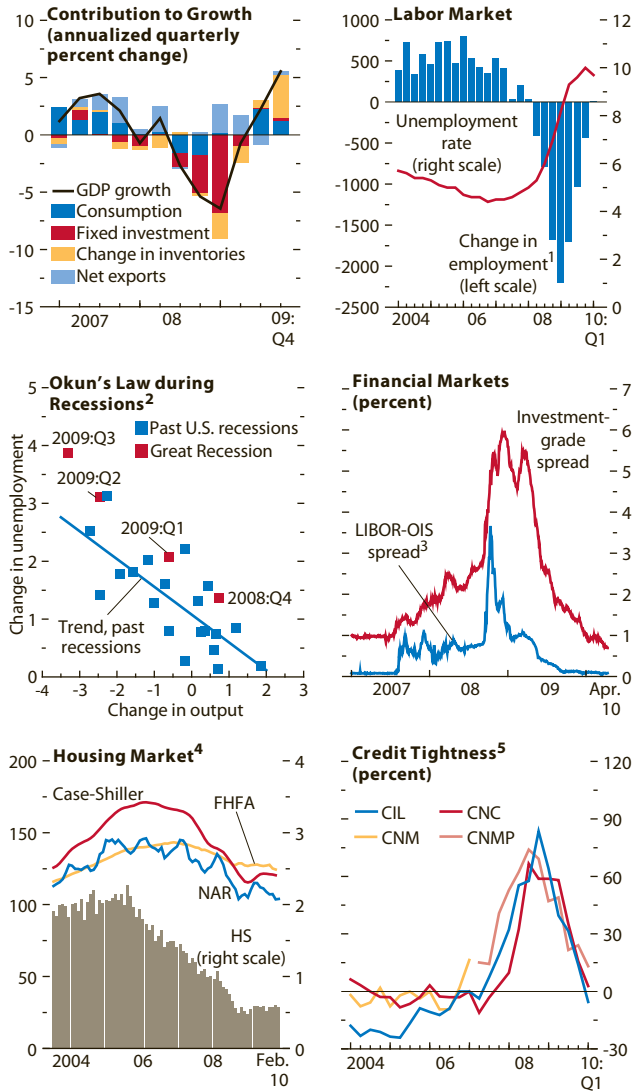 Contribution to Growth
(annualized quarterly
percent change)
10
5
0
-5
-10
-15
GDP growth
Consumption
Fixed investment
Change in inventories
Net exports
2007
08
09:
Q4
Labor Market
1000
500
0
-500
-1000
-1500
-2000
-2500
12
10
8
6
4
2
0
Unemployment
rate
(right scale)
Change in
employment¹
(left scale)
2004
06
08
10:
Q1
Okun's Law during
Recessions²
Change in unemployment
5
4
3
2
1
0
Past U.S. recessions
Great Recession
2009:Q3
2009:Q2
2009:Q1
2008:Q4
Trend, past
recessions
-4 -3 -2 -1 0 1 2 3
Change in output
Financial Markets
(percent)
7
6
5
4
3
2
1
0
Investment-
grade
spread
LIBOR-OIS
spread³
2007
08
09
Apr.
10
Housing Market⁴
200
150
100
50
0
4
3
2
1
0
Case-Shiller
FHFA
NAR
HS
(right scale)
2004
06
08
Feb.
10
Credit Tightness⁵
(percent)
120
90
60
30
0
-30
CIL
CNC
CNM
CNMP
2004
06
08
10:
Q1